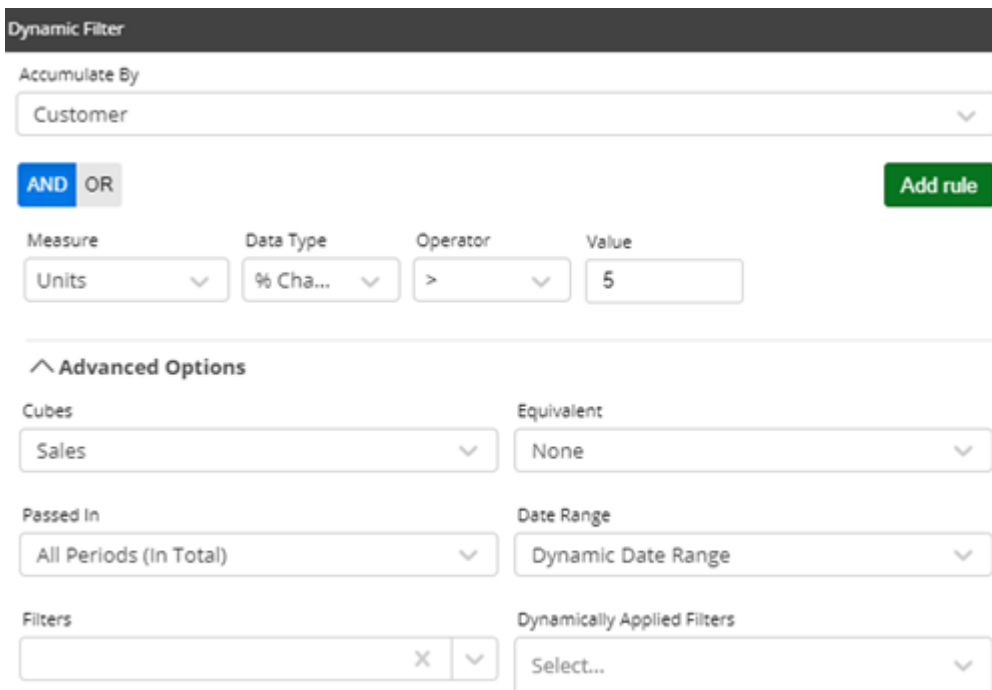 Dynamic Filter
Accumulate By
Customer
AND OR Add rule
Measure Data Type Operator Value
Units % Cha... > 5
Advanced Options
Cubes Equivalent
Sales None
Passed In Date Range
All Periods (In Total) Dynamic Date Range
Filters Dynamically Applied Filters
Select...